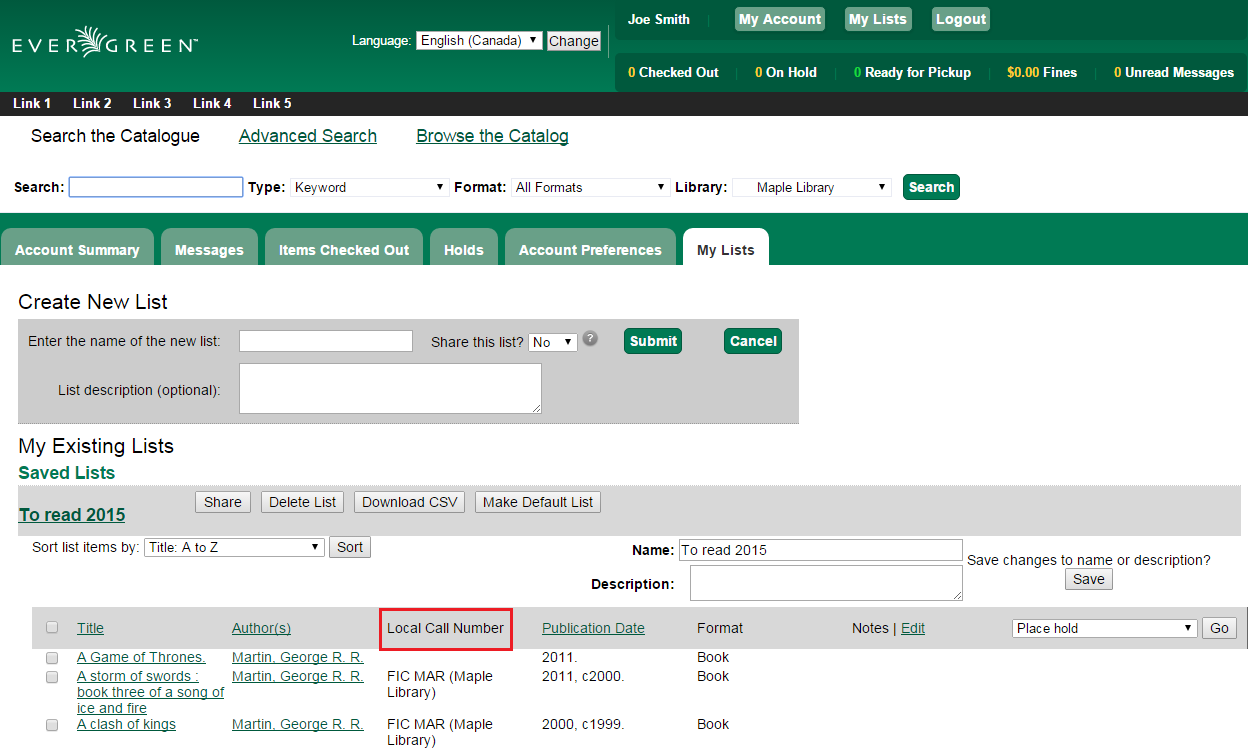 EVERGREEN™
Language: English (Canada) Change
Joe Smith My Account My Lists Logout
0 Checked Out 0 On Hold 0 Ready for Pickup $0.00 Fines 0 Unread Messages
Link 1 Link 2 Link 3 Link 4 Link 5
Search the Catalogue Advanced Search Browse the Catalog
Search: Type: Keyword Format: All Formats Library: Maple Library Search
Account Summary Messages Items Checked Out Holds Account Preferences My Lists
Create New List
Enter the name of the new list: Share this list? No ? Submit Cancel
List description (optional):
My Existing Lists
Saved Lists
To read 2015 Share Delete List Download CSV Make Default List
Sort list items by: Title: A to Z Sort
Name: To read 2015
Description:
Save changes to name or description?
Save
Title Author(s) Local Call Number Publication Date Format Notes | Edit Place hold Go
A Game of Thrones. Martin, George R. R. 2011. Book
A storm of swords : Martin, George R. R. FIC MAR (Maple 2011, c2000. Book
book three of a song of Library)
ice and fire
A clash of kings Martin, George R. R. FIC MAR (Maple 2000, c1999. Book
Library)